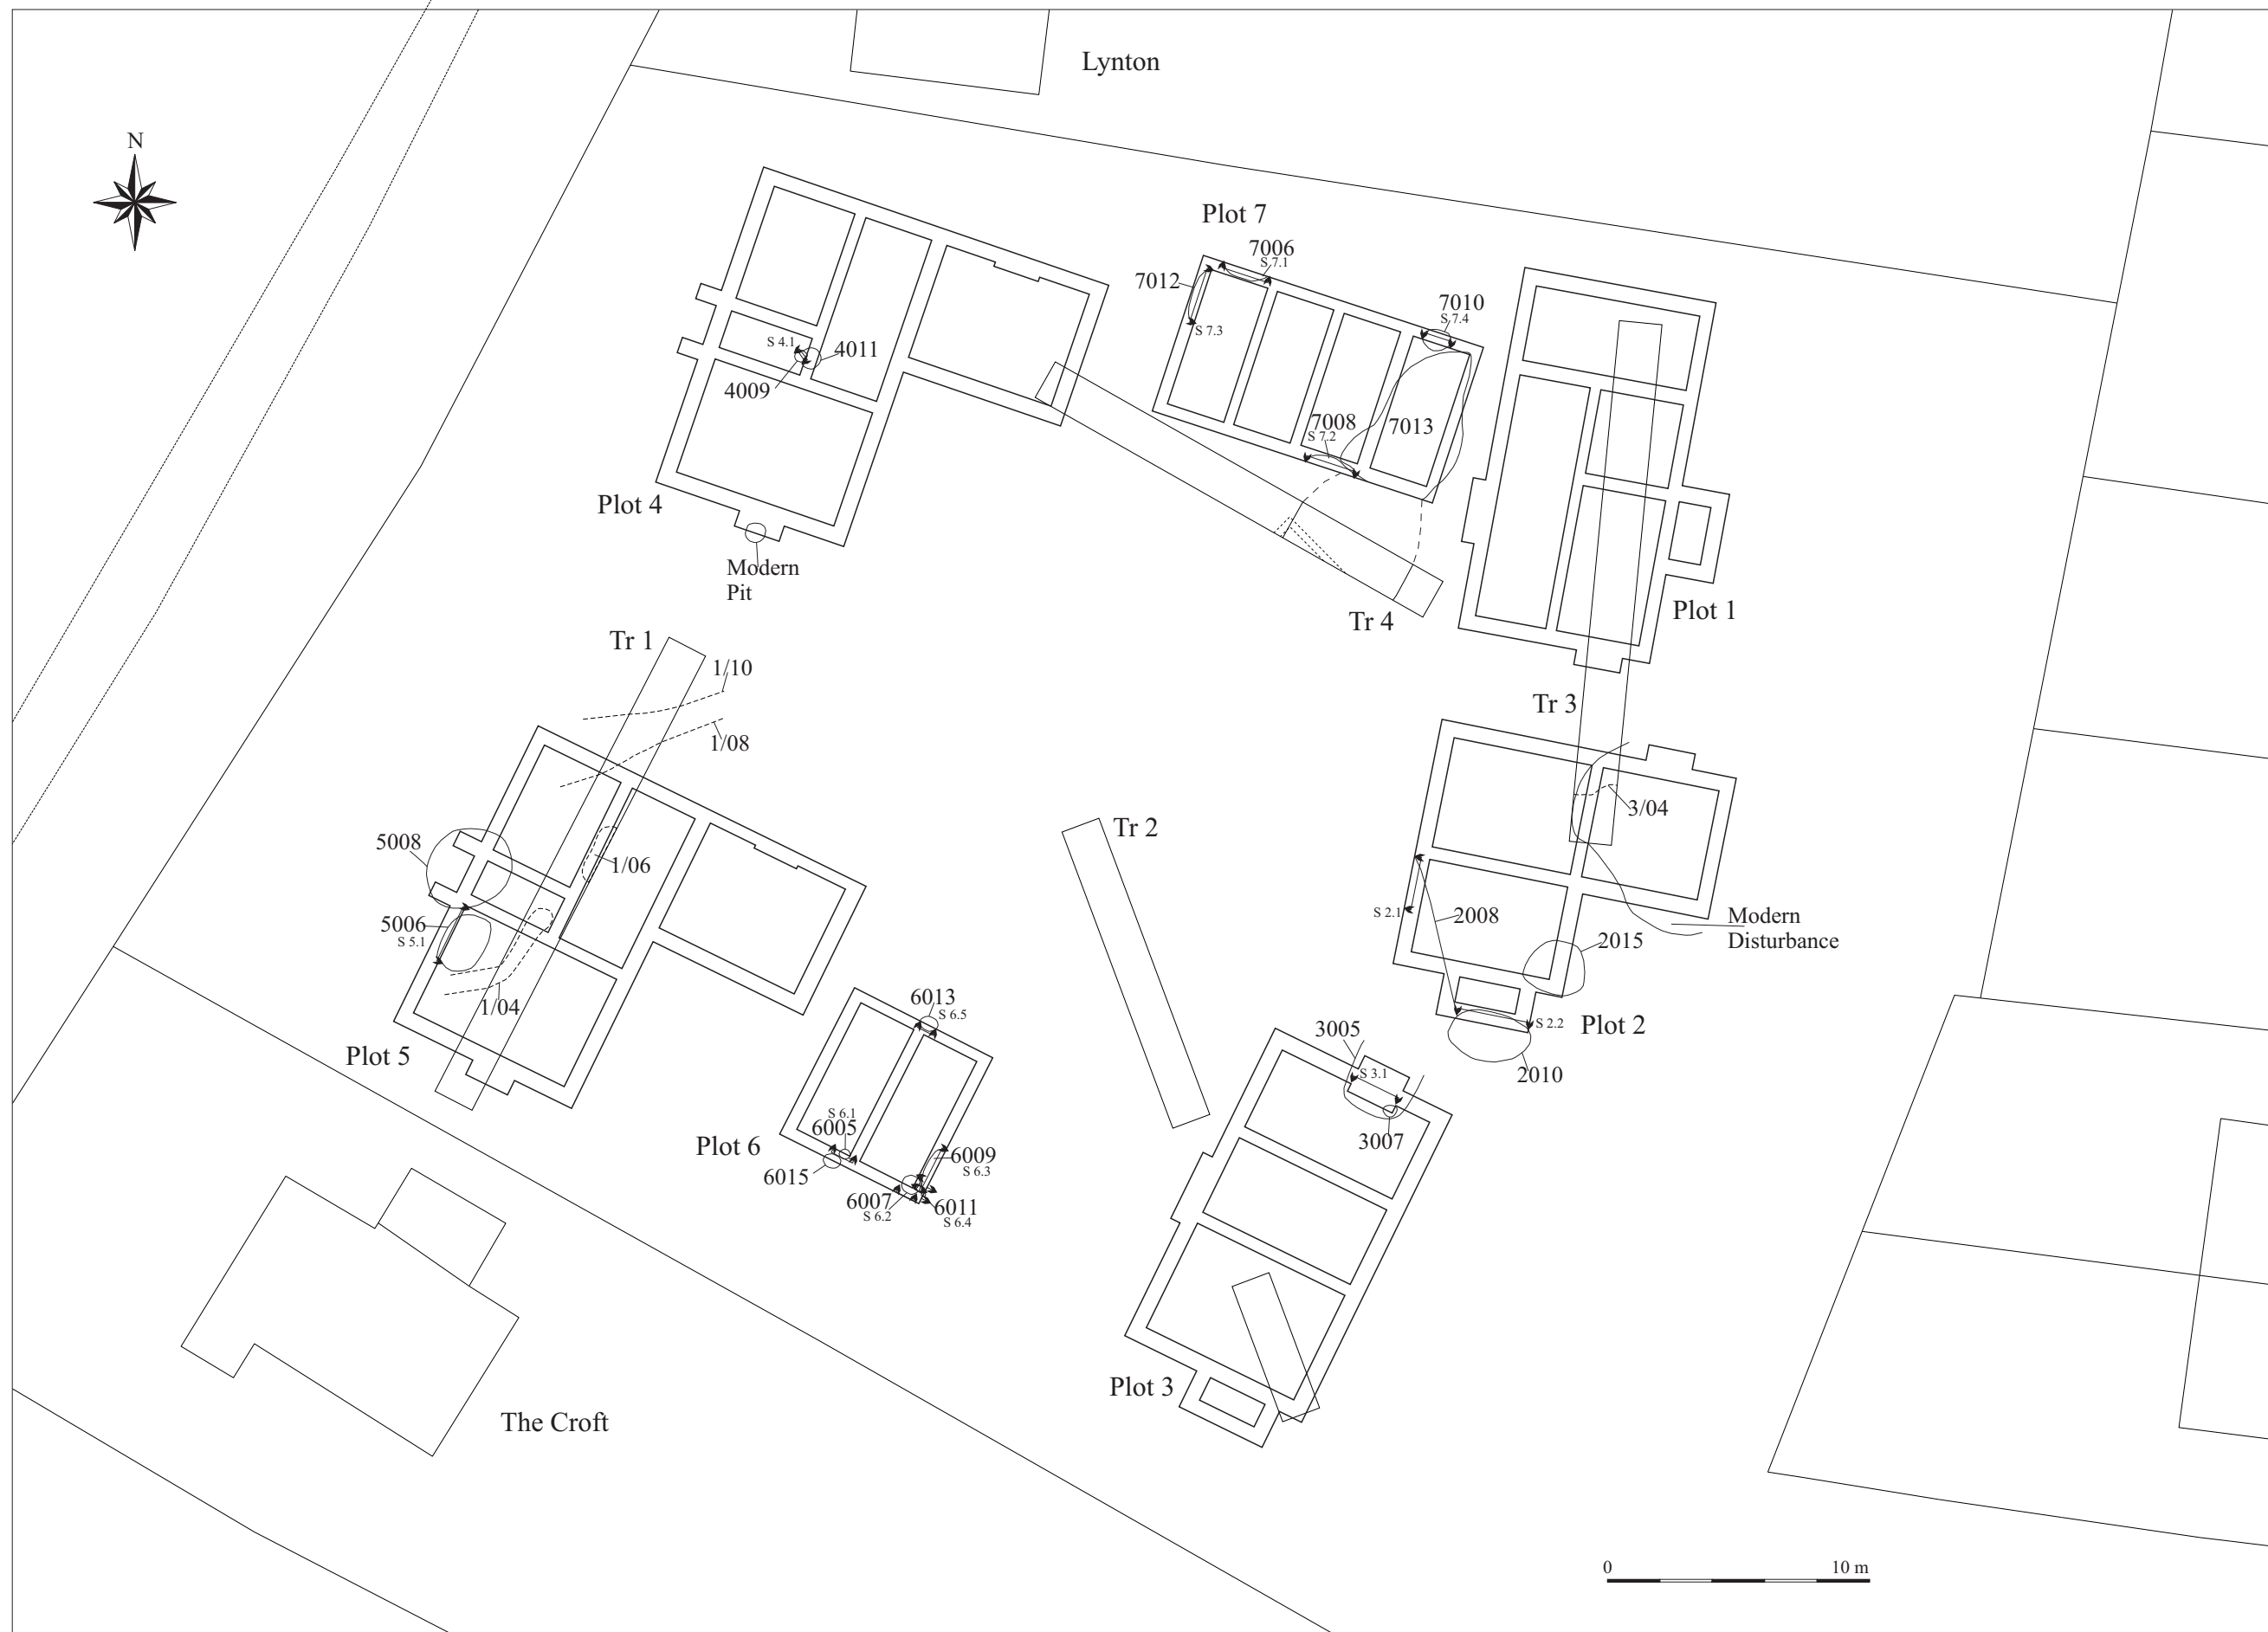 Lynton
N
Plot 7
7006
S 7.1
7012
S 7.3
7010
S 7.4
S 4.1
4011
4009
7008
S 7.2
7013
Plot 4
Modern
Pit
Tr 4
Plot 1
Tr 1
1/10
1/08
Tr 3
3/04
5008
1/06
Tr 2
5006
S 5.1
1/04
S 2.1
2008
Modern
Disturbance
2015
Plot 5
S 2.2
Plot 2
2010
6013
S 6.5
3005
S 3.1
3007
S 6.1
6005
Plot 6
6015
6009
S 6.3
6007
S 6.2
6011
S 6.4
Plot 3
The Croft
0 10 m